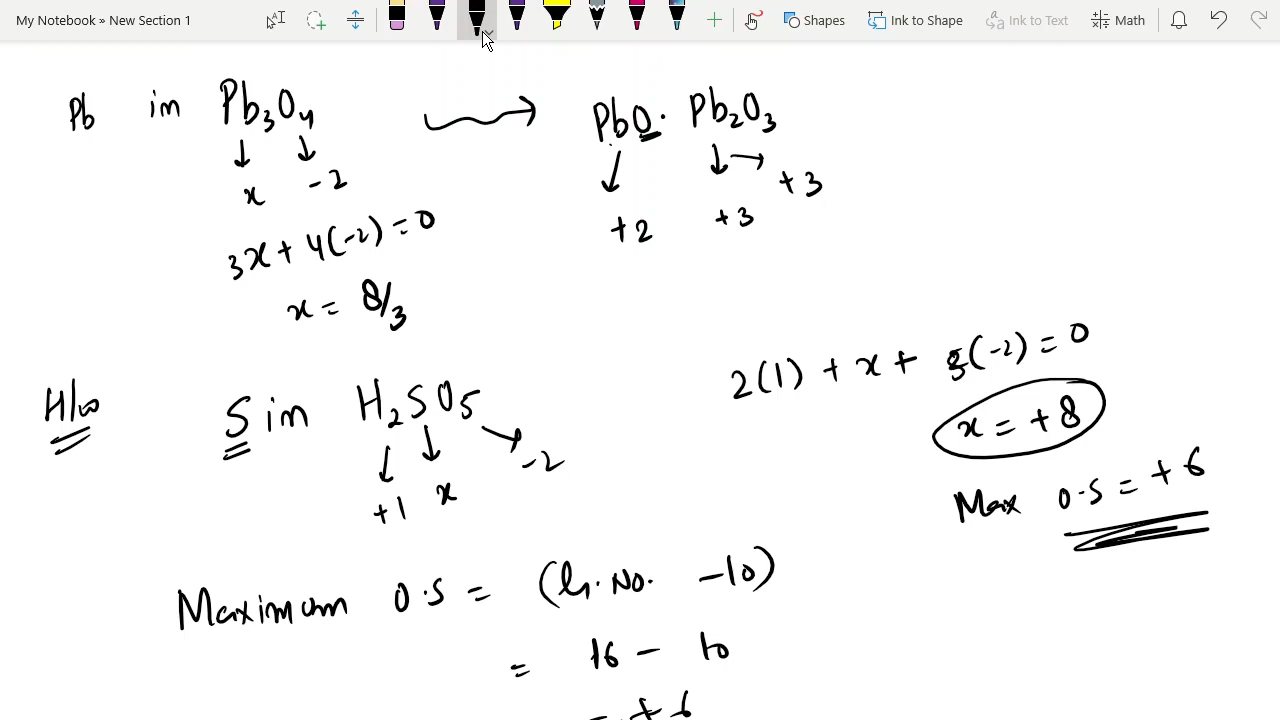 My Notebook » New Section 1
Shapes Ink to Shape Ink to Text Math
Pb in Pb₃O₄ → PbO· Pb₂O₃
x -2
+2 +3 +3
3x + 4(-2) = 0
x = 8/3
2(1) + x + 5(-2) = 0
H/w S in H₂SO₅
x = +8
+1 x -2
Max O.S = +6
Maximum O.S = (Gr. No. -10)
= 16 - 10
= +6